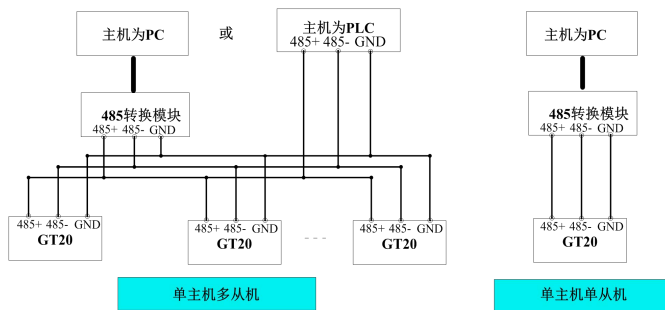 主机为PC
或
主机为PLC
485+ 485- GND
主机为PC
485转换模块
485+ 485- GND
485转换模块
485+ 485- GND
485+ 485- GND
GT20
485+ 485- GND
GT20
485+ 485- GND
GT20
485+ 485- GND
GT20
单主机多从机
单主机单从机